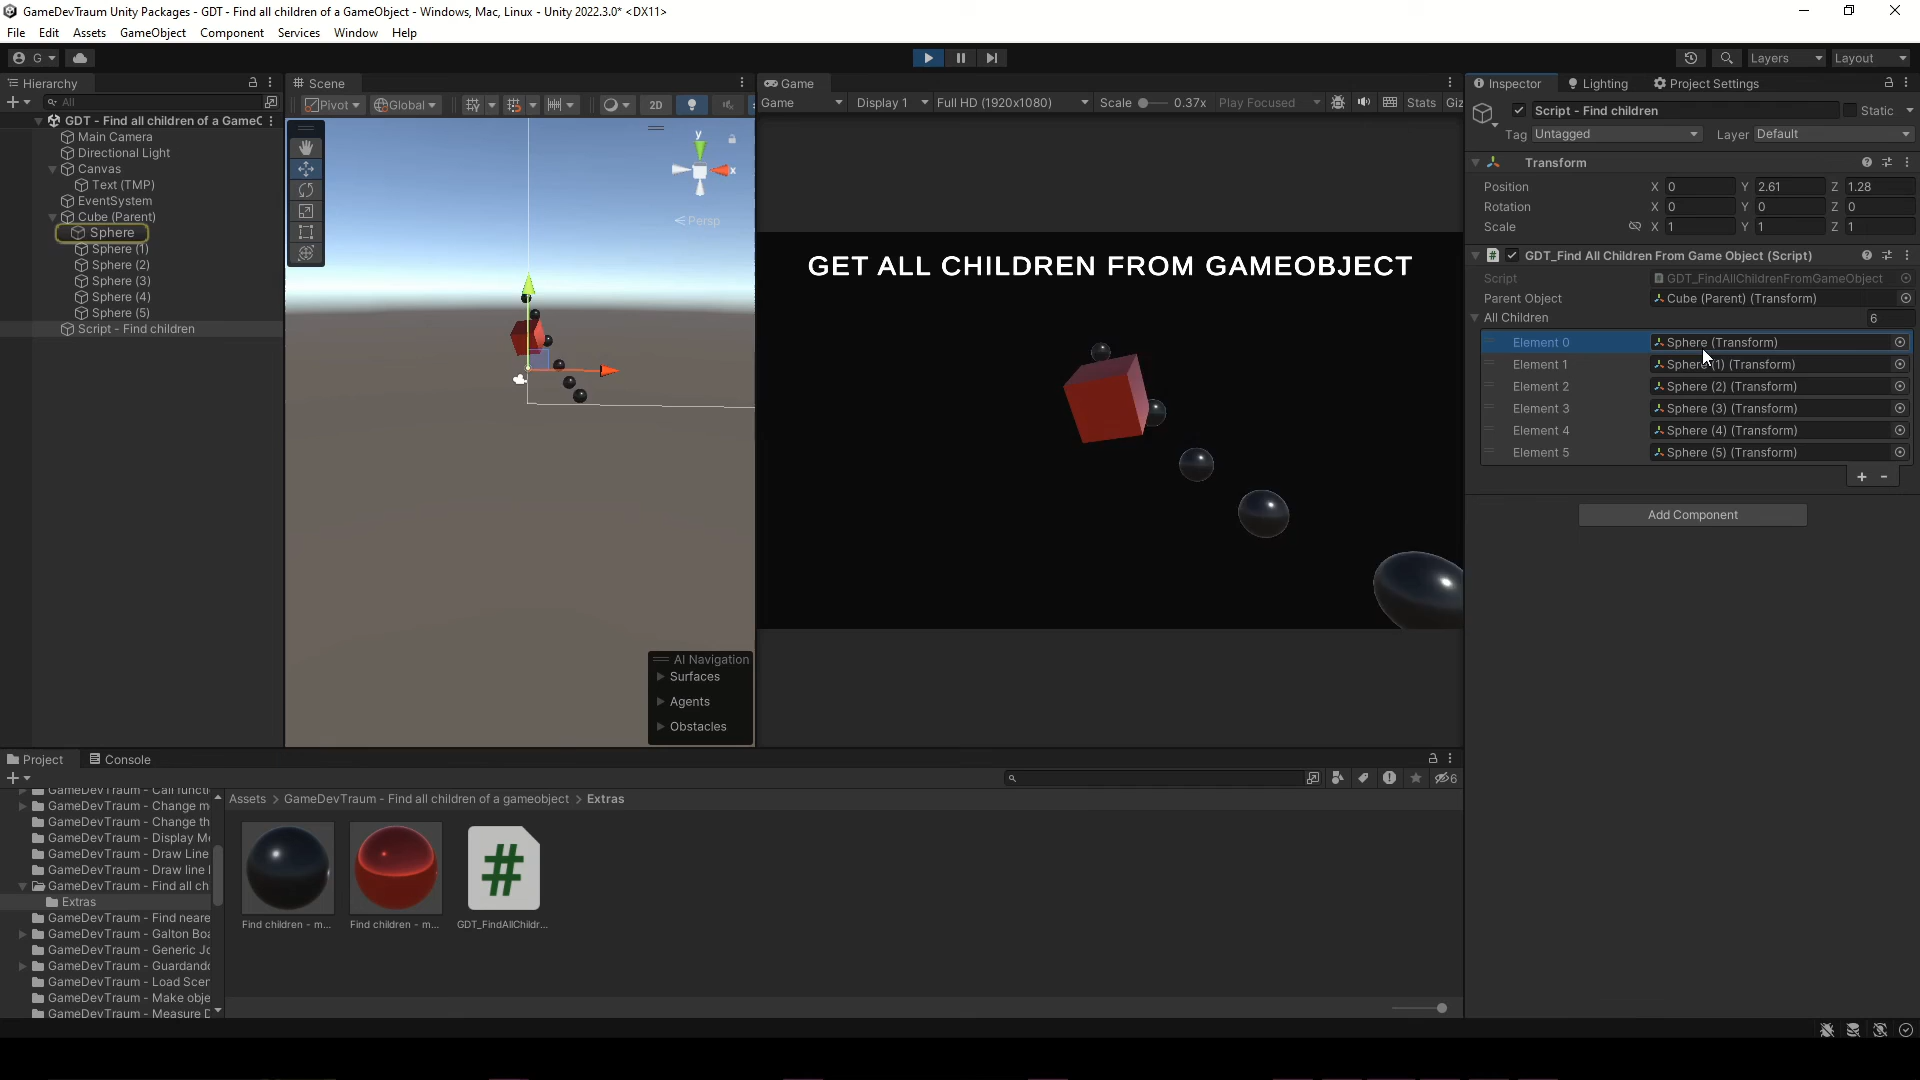 GameDevTraum Unity Packages - GDT - Find all children of a GameObject - Windows, Mac, Linux - Unity 2022.3.0* <DX11>
File Edit Assets GameObject Component Services Window Help
G
Layers Layout
Hierarchy
All
GDT - Find all children of a GameC
Main Camera
Directional Light
Canvas
Text (TMP)
EventSystem
Cube (Parent)
Sphere
Sphere (1)
Sphere (2)
Sphere (3)
Sphere (4)
Sphere (5)
Script - Find children
Scene
Pivot Global 2D
y
x
Persp
AI Navigation
Surfaces
Agents
Obstacles
Game
Game Display 1 Full HD (1920x1080) Scale 0.37x Play Focused Stats Giz
GET ALL CHILDREN FROM GAMEOBJECT
Inspector Lighting Project Settings
Script - Find children Static
Tag Untagged Layer Default
Transform
Position X 0 Y 2.61 Z 1.28
Rotation X 0 Y 0 Z 0
Scale X 1 Y 1 Z 1
# GDT_Find All Children From Game Object (Script)
Script GDT_FindAllChildrenFromGameObject
Parent Object Cube (Parent) (Transform)
All Children 6
Element 0 Sphere (Transform)
Element 1 Sphere (1) (Transform)
Element 2 Sphere (2) (Transform)
Element 3 Sphere (3) (Transform)
Element 4 Sphere (4) (Transform)
Element 5 Sphere (5) (Transform)
+ -
Add Component
Project Console
6
GameDevTraum - Call functi
GameDevTraum - Change m
GameDevTraum - Change th
GameDevTraum - Display Me
GameDevTraum - Draw Line
GameDevTraum - Draw line
GameDevTraum - Find all ch
Extras
GameDevTraum - Find neare
GameDevTraum - Galton Boa
GameDevTraum - Generic Jo
GameDevTraum - Guardando
GameDevTraum - Load Scen
GameDevTraum - Make obje
GameDevTraum - Measure D
Assets > GameDevTraum - Find all children of a gameobject > Extras
#
Find children - m...
Find children - m...
GDT_FindAllChildr...